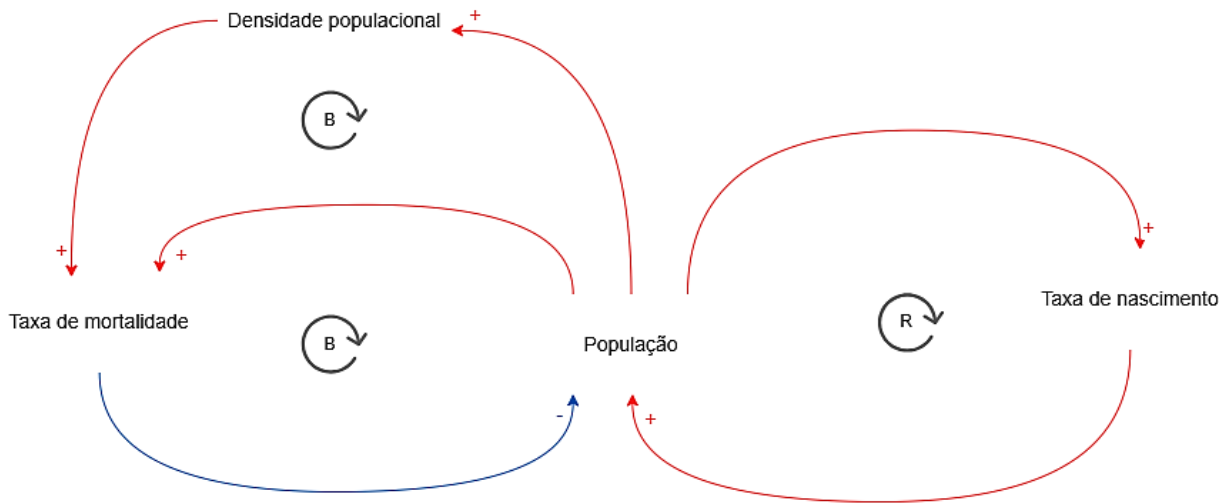 Densidade populacional
+
B
+
+
+
Taxa de mortalidade
B
População
R
Taxa de nascimento
-
+